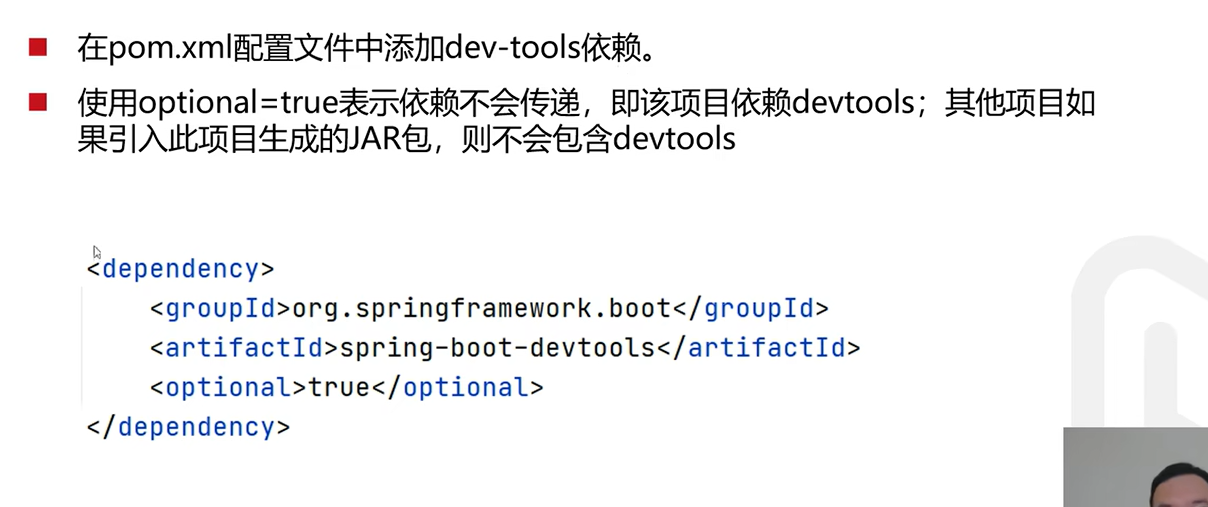 在pom.xml配置文件中添加dev-tools依赖。
使用optional=true表示依赖不会传递，即该项目依赖devtools；其他项目如
果引入此项目生成的JAR包，则不会包含devtools
<dependency>
    <groupId>org.springframework.boot</groupId>
    <artifactId>spring-boot-devtools</artifactId>
    <optional>true</optional>
</dependency>